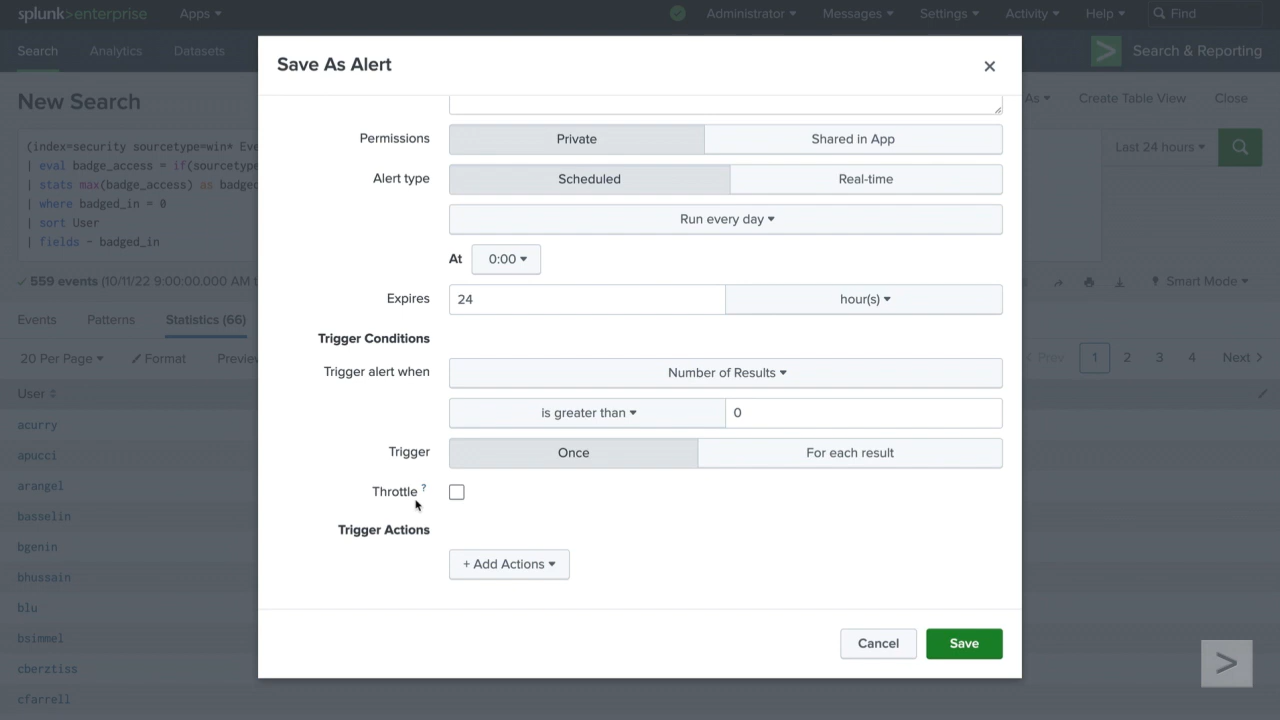 splunk>enterprise Apps Administrator Messages Settings Activity Help Find
Search Analytics Datasets > Search & Reporting
Save As Alert
New Search As Create Table View Close
(index=security sourcetype=win* Eve
| eval badge_access = if(sourcetype
| stats max(badge_access) as badged
| where badged_in = 0
| sort User
| fields - badged_in
Last 24 hours
✓ 559 events (10/11/22 9:00:00.000 AM t
Smart Mode
Events Patterns Statistics (66)
20 Per Page Format Preview
< Prev 1 2 3 4 Next >
User
acurry
apucci
arangel
basselin
bgenin
bhussain
blu
bsimmel
cberztiss
cfarrell
Permissions Private Shared in App
Alert type Scheduled Real-time
Run every day
At 0:00
Expires 24 hour(s)
Trigger Conditions
Trigger alert when Number of Results
is greater than 0
Trigger Once For each result
Throttle ?
Trigger Actions
+ Add Actions
Cancel Save
>